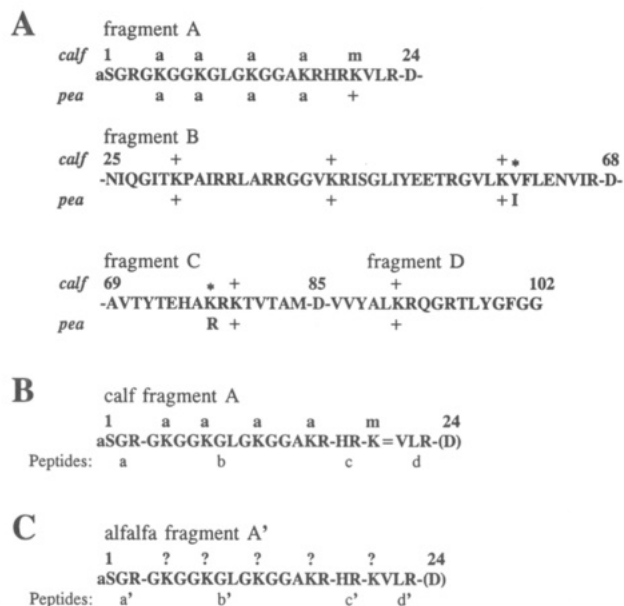 A fragment A
calf 1 a a a a m 24
aSGRGKGGKGLGKGGAKRHRKVLR-D-
pea a a a a +
fragment B
calf 25 + + + * 68
-NIQGITKPAIRRLARRGGVKRISGLIYEETRGVLKVFLENVIR-D-
pea + + + I
fragment C fragment D
calf 69 * + 85 + 102
-AVTYTEHAKRKTVTAM-D-VVYALKRQGRTLYGFGG
pea R + +
B calf fragment A
1 a a a a m 24
aSGR-GKGGKGLGKGGAKR-HR-K=VLR-(D)
Peptides: a b c d
C alfalfa fragment A'
1 ? ? ? ? ? 24
aSGR-GKGGKGLGKGGAKR-HR-KVLR-(D)
Peptides: a' b' c' d'